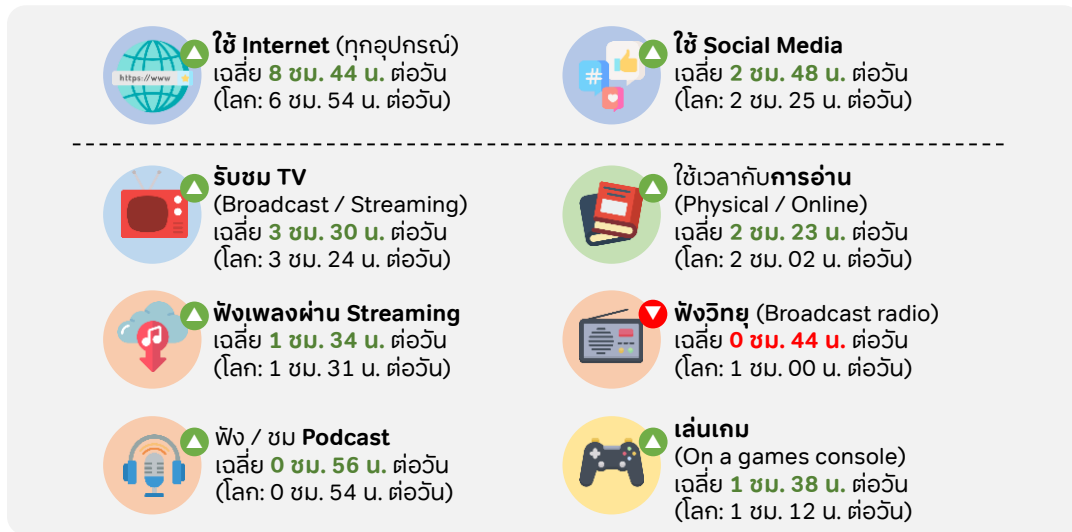 https://www
ใช้ Internet (ทุกอุปกรณ์)
เฉลี่ย 8 ชม. 44 น. ต่อวัน
(โลก: 6 ชม. 54 น. ต่อวัน)
#
ใช้ Social Media
เฉลี่ย 2 ชม. 48 น. ต่อวัน
(โลก: 2 ชม. 25 น. ต่อวัน)
รับชม TV
(Broadcast / Streaming)
เฉลี่ย 3 ชม. 30 น. ต่อวัน
(โลก: 3 ชม. 24 น. ต่อวัน)
ใช้เวลากับการอ่าน
(Physical / Online)
เฉลี่ย 2 ชม. 23 น. ต่อวัน
(โลก: 2 ชม. 02 น. ต่อวัน)
ฟังเพลงผ่าน Streaming
เฉลี่ย 1 ชม. 34 น. ต่อวัน
(โลก: 1 ชม. 31 น. ต่อวัน)
ฟังวิทยุ (Broadcast radio)
เฉลี่ย 0 ชม. 44 น. ต่อวัน
(โลก: 1 ชม. 00 น. ต่อวัน)
ฟัง / ชม Podcast
เฉลี่ย 0 ชม. 56 น. ต่อวัน
(โลก: 0 ชม. 54 น. ต่อวัน)
เล่นเกม
(On a games console)
เฉลี่ย 1 ชม. 38 น. ต่อวัน
(โลก: 1 ชม. 12 น. ต่อวัน)